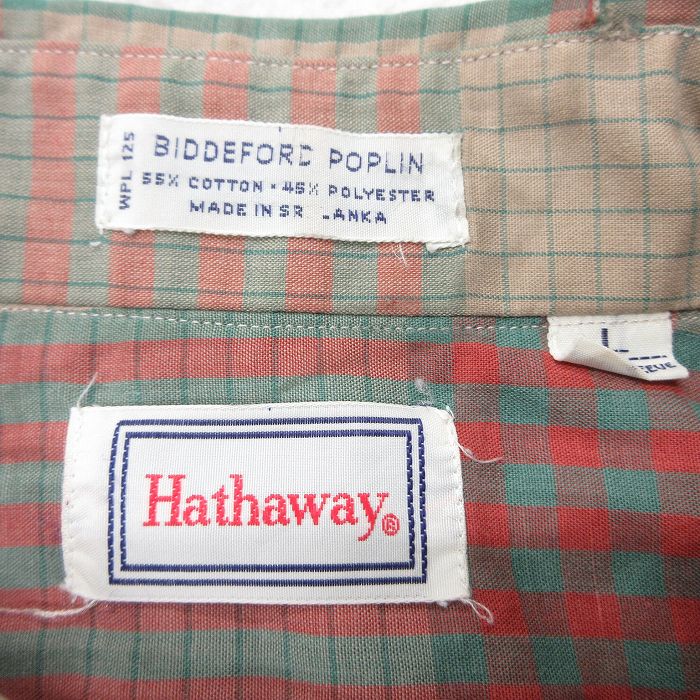 WPL 125
BIDDEFORD POPLIN
55% COTTON • 45% POLYESTER
MADE IN SR LANKA
L
Hathaway®